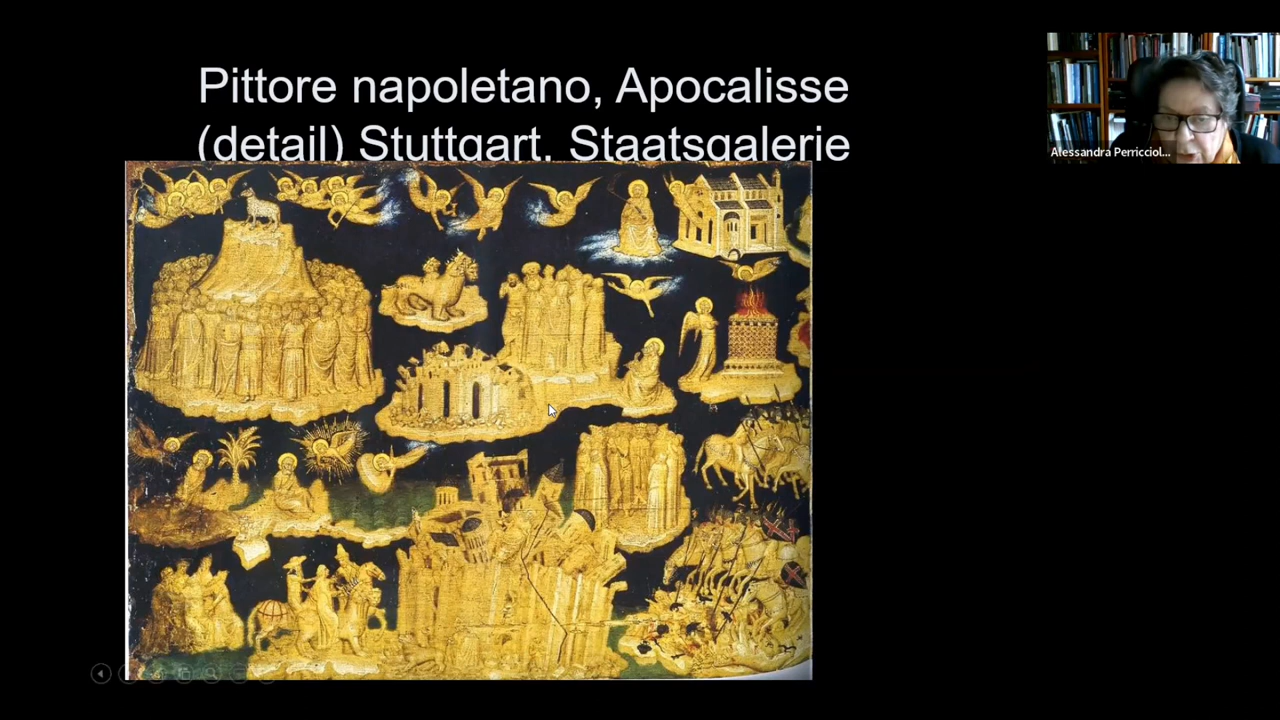 Pittore napoletano, Apocalisse
(detail) Stuttgart, Staatsgalerie
Alessandra Perricciol...